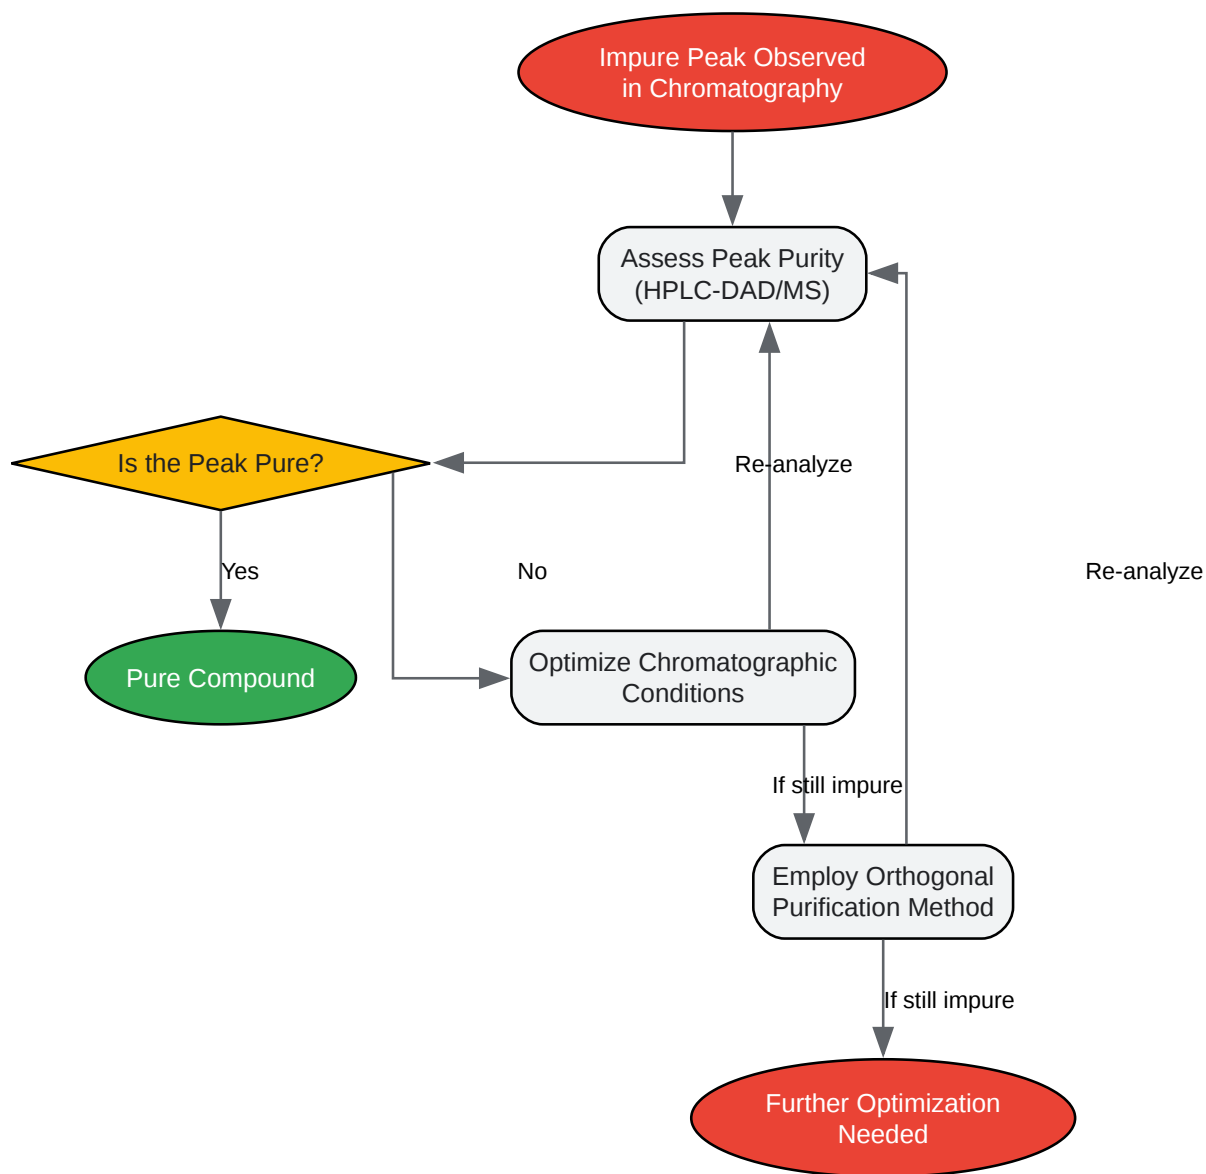 Impure Peak Observed
in Chromatography
Assess Peak Purity
(HPLC-DAD/MS)
Is the Peak Pure?
Re-analyze
Yes
No
Re-analyze
Optimize Chromatographic
Conditions
Pure Compound
If still impure
Employ Orthogonal
Purification Method
If still impure
Further Optimization
Needed